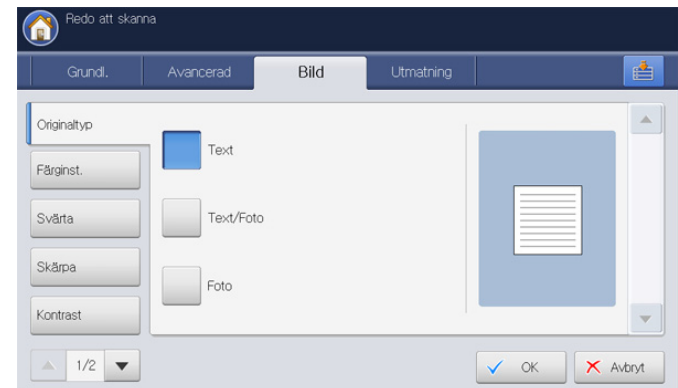 Redo att skanna
Grundl. Avancerad Bild Utmatning
Originaltyp
Färginst.
Svärta
Skärpa
Kontrast
Text
Text/Foto
Foto
1/2
OK Avbryt